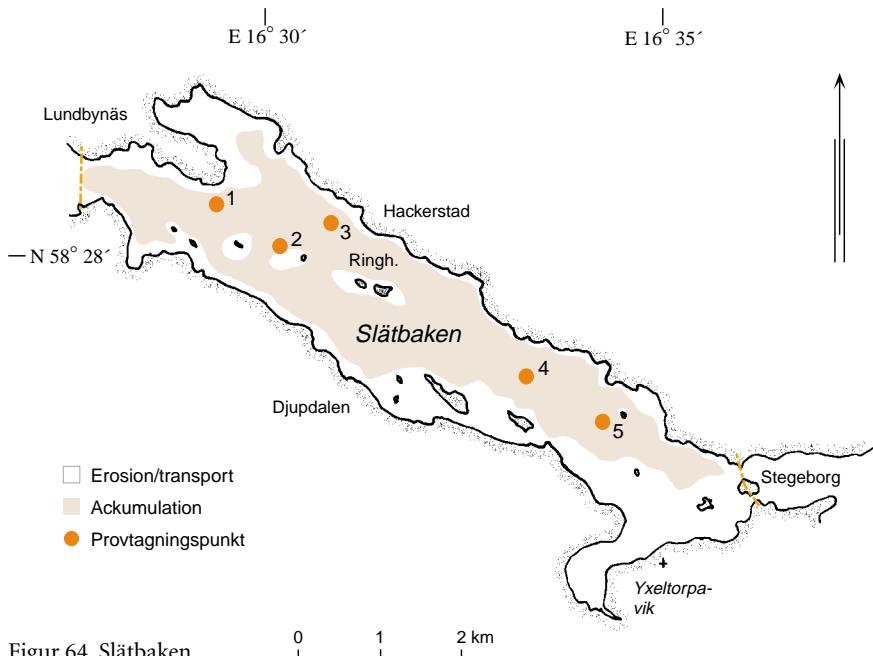 E 16° 30´
E 16° 35´
Lundbynäs
1
Hackerstad
2
3
N 58° 28´
Ringh.
Slätbaken
4
Djupdalen
5
Erosion/transport
Stegeborg
Ackumulation
Provtagningspunkt
Yxeltorpa-
vik
0 1 2 km
Figur 64. Slätbaken